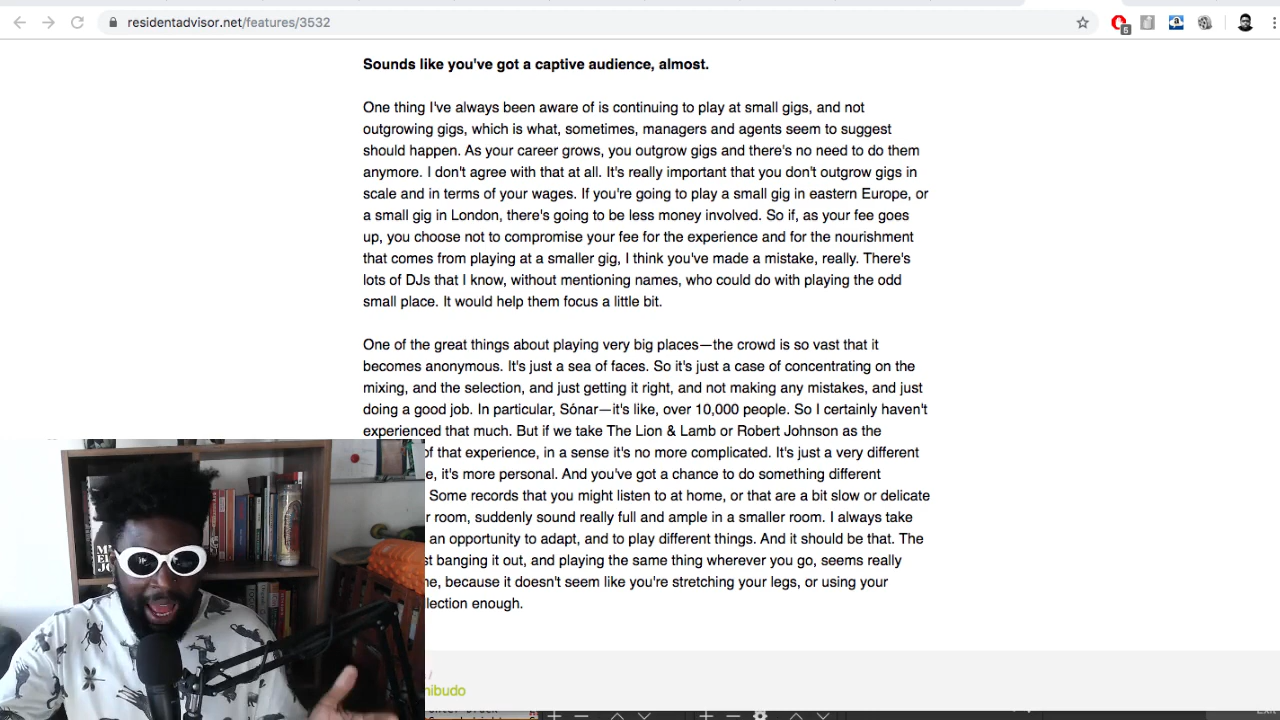 residentadvisor.net/features/3532
5
Sounds like you've got a captive audience, almost.
One thing I've always been aware of is continuing to play at small gigs, and not
outgrowing gigs, which is what, sometimes, managers and agents seem to suggest
should happen. As your career grows, you outgrow gigs and there's no need to do them
anymore. I don't agree with that at all. It's really important that you don't outgrow gigs in
scale and in terms of your wages. If you're going to play a small gig in eastern Europe, or
a small gig in London, there's going to be less money involved. So if, as your fee goes
up, you choose not to compromise your fee for the experience and for the nourishment
that comes from playing at a smaller gig, I think you've made a mistake, really. There's
lots of DJs that I know, without mentioning names, who could do with playing the odd
small place. It would help them focus a little bit.
One of the great things about playing very big places—the crowd is so vast that it
becomes anonymous. It's just a sea of faces. So it's just a case of concentrating on the
mixing, and the selection, and just getting it right, and not making any mistakes, and just
doing a good job. In particular, Sónar—it's like, over 10,000 people. So I certainly haven't
experienced that much. But if we take The Lion & Lamb or Robert Johnson as the
of that experience, in a sense it's no more complicated. It's just a very different
e, it's more personal. And you've got a chance to do something different
Some records that you might listen to at home, or that are a bit slow or delicate
r room, suddenly sound really full and ample in a smaller room. I always take
an opportunity to adapt, and to play different things. And it should be that. The
st banging it out, and playing the same thing wherever you go, seems really
ne, because it doesn't seem like you're stretching your legs, or using your
lection enough.
hibudo